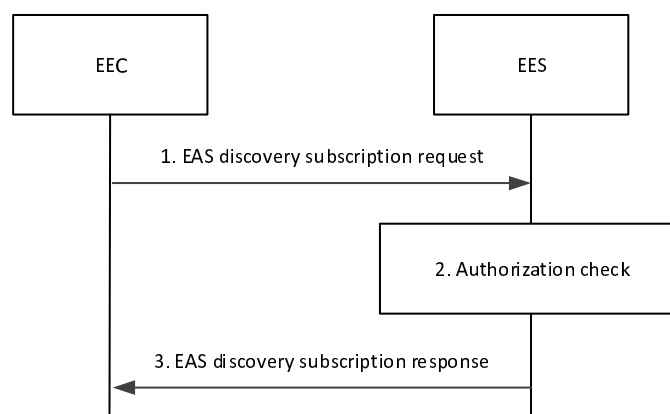 EEC
EES
1. EAS discovery subscription request
2. Authorization check
3. EAS discovery subscription response